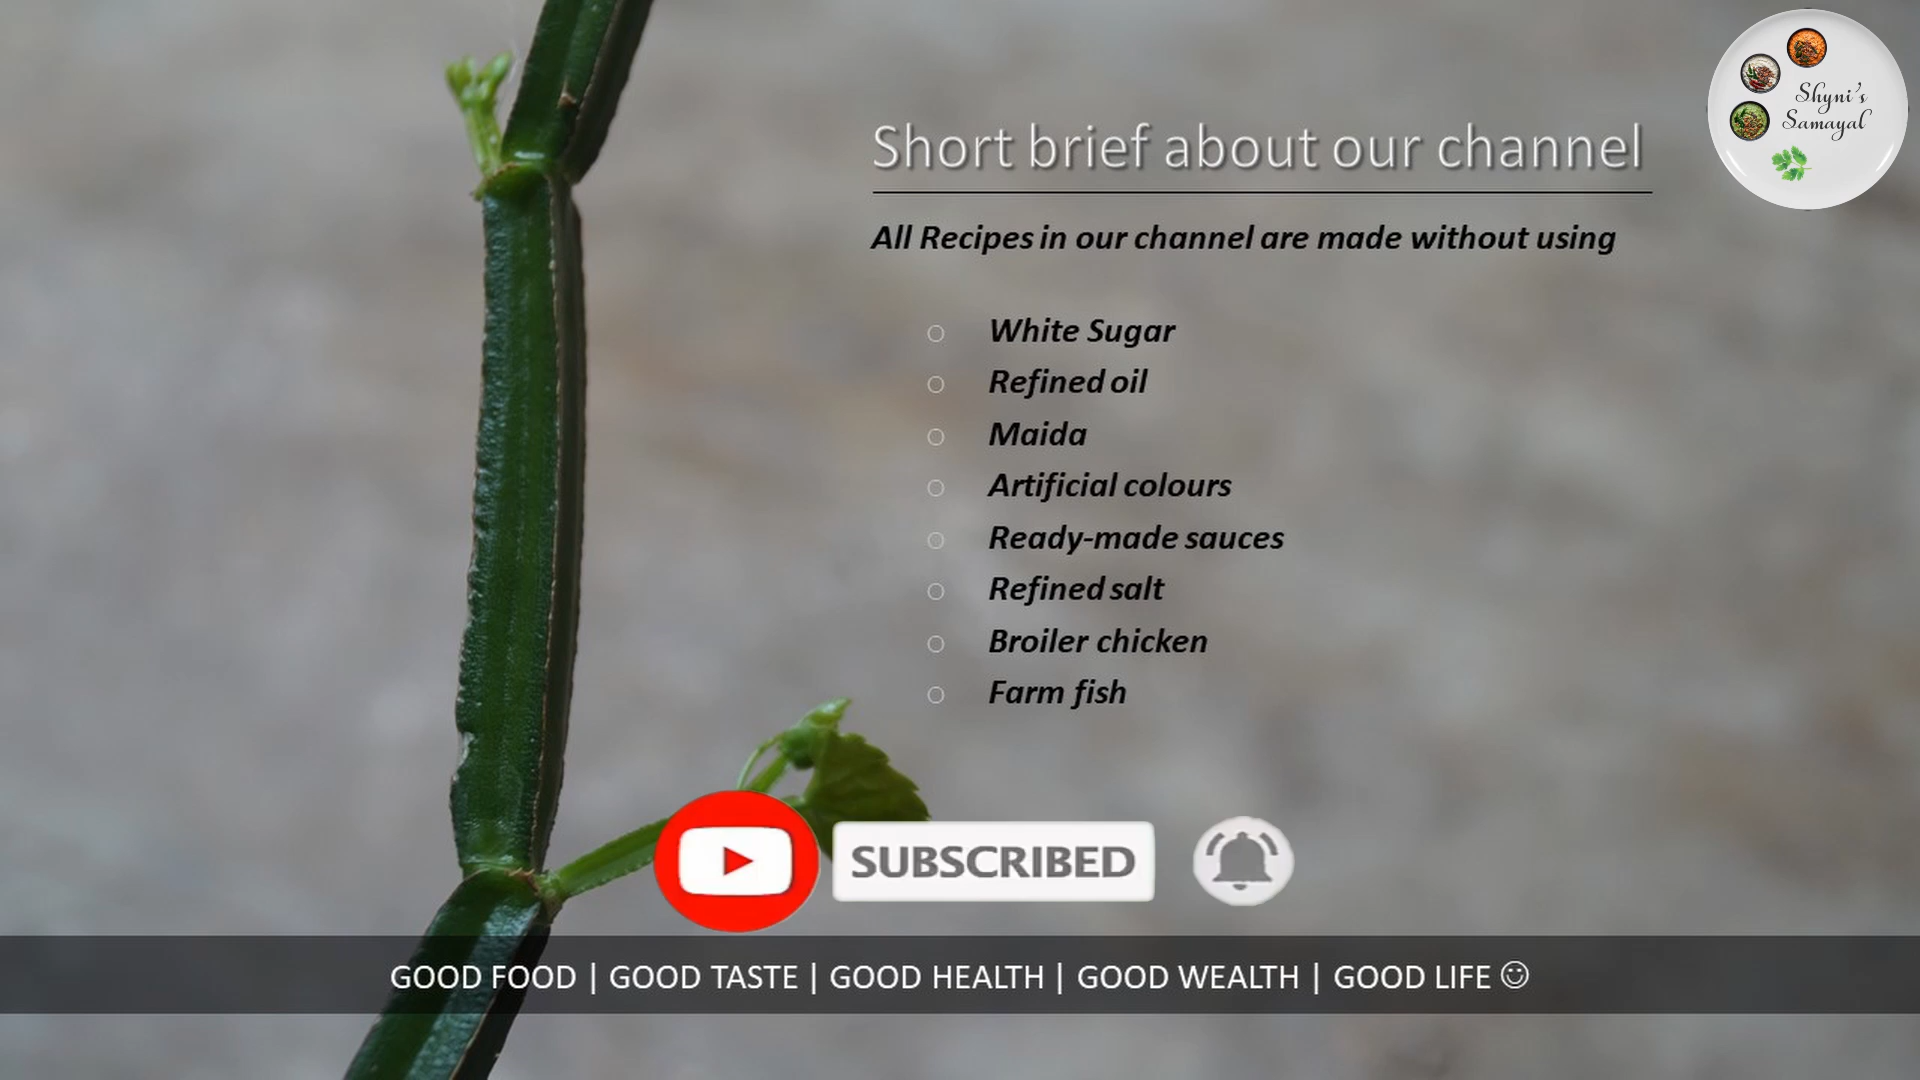 Shyni's
Samayal
Short brief about our channel
All Recipes in our channel are made without using
White Sugar
Refined oil
Maida
Artificial colours
Ready-made sauces
Refined salt
Broiler chicken
Farm fish
SUBSCRIBED
GOOD FOOD | GOOD TASTE | GOOD HEALTH | GOOD WEALTH | GOOD LIFE ☺